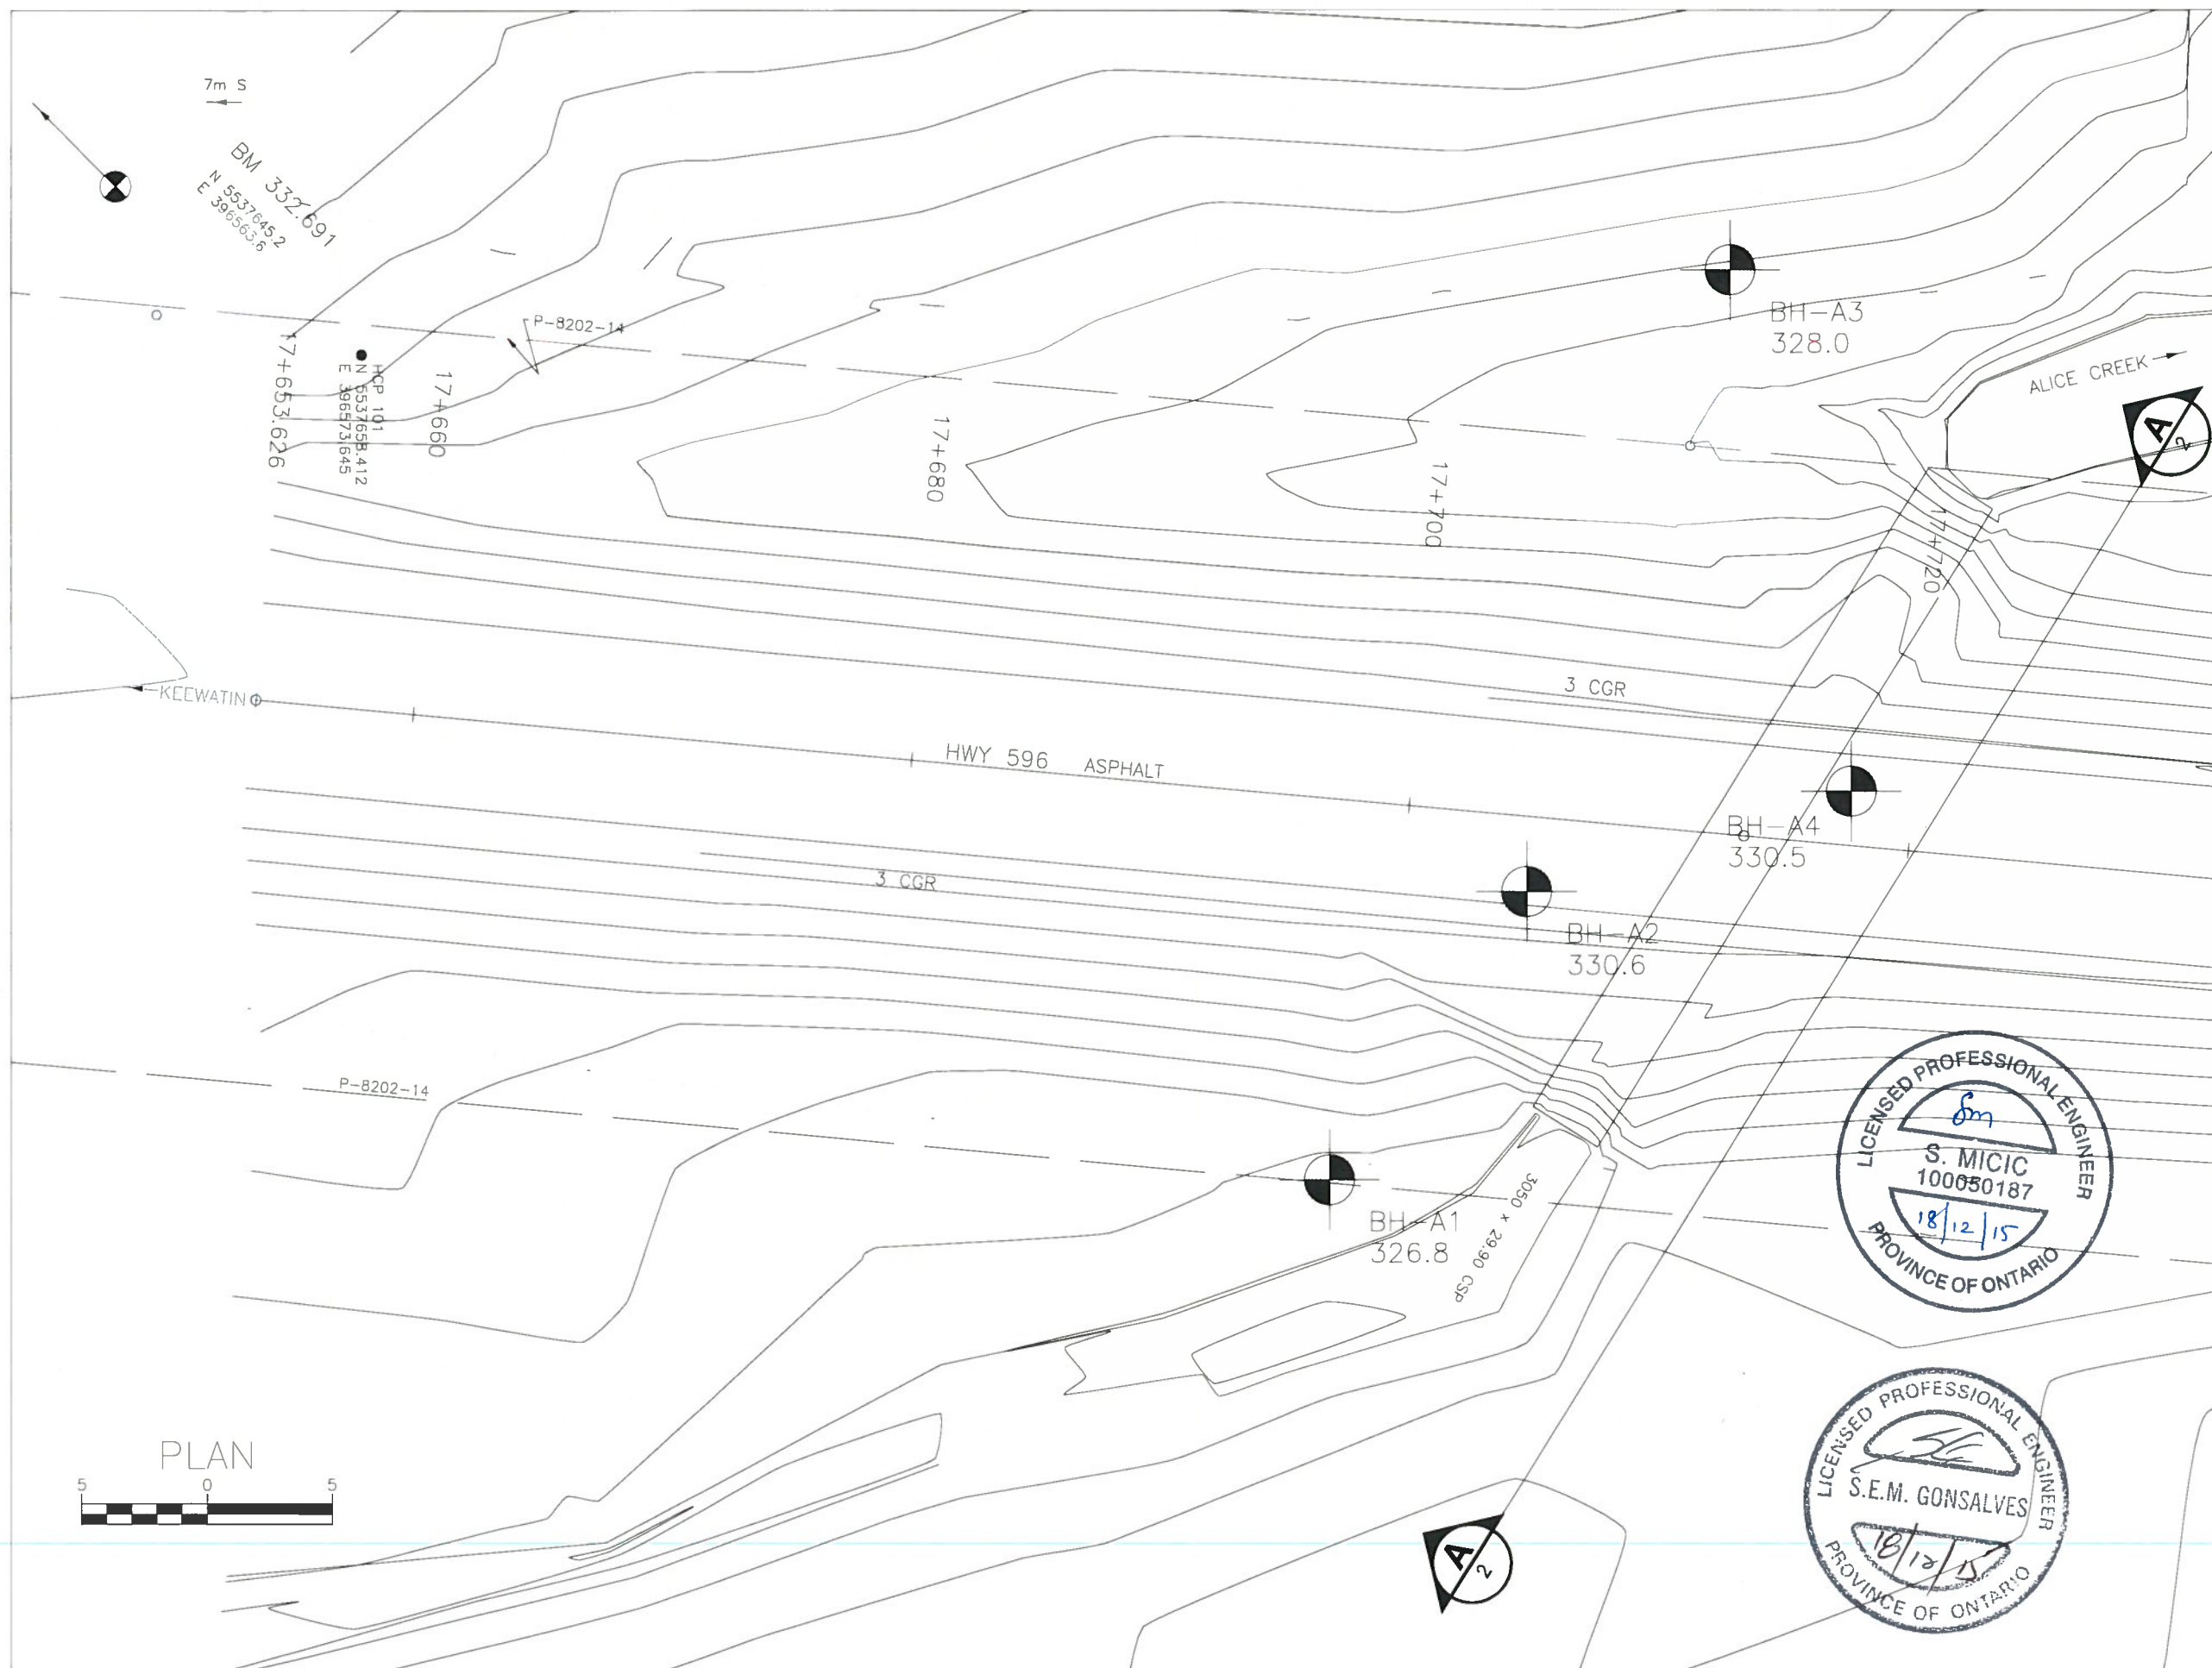 7m S
BM 332.691
N 5537645.2
E 396563.6
P-8202-14
17+653.626
HCP 101
N 5537658.412
E 396573.645
17+660
17+680
17+700
17+720
BH-A3
328.0
ALICE CREEK
A
2
KEEWATIN
3 CGR
HWY 596 ASPHALT
BH-A4
330.5
3 CGR
BH-A2
330.6
P-8202-14
BH-A1
326.8
3050 x 29.90 CSP
LICENSED PROFESSIONAL ENGINEER
Sm
S. MICIC
100050187
18/12/15
PROVINCE OF ONTARIO
PLAN
5 0 5
A
2
LICENSED PROFESSIONAL ENGINEER
S.E.M. GONSALVES
18/12/15
PROVINCE OF ONTARIO